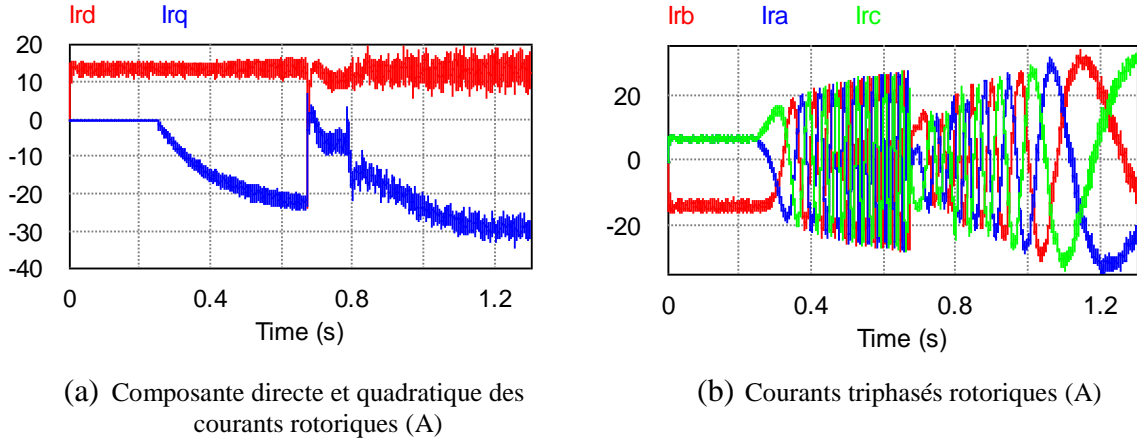 Ird Irq
20
10
0
-10
-20
-30
-40
0 0.4 0.8 1.2
Time (s)
(a) Composante directe et quadratique des
courants rotoriques (A)
Irb Ira Irc
20
0
-20
0 0.4 0.8 1.2
Time (s)
(b) Courants triphasés rotoriques (A)